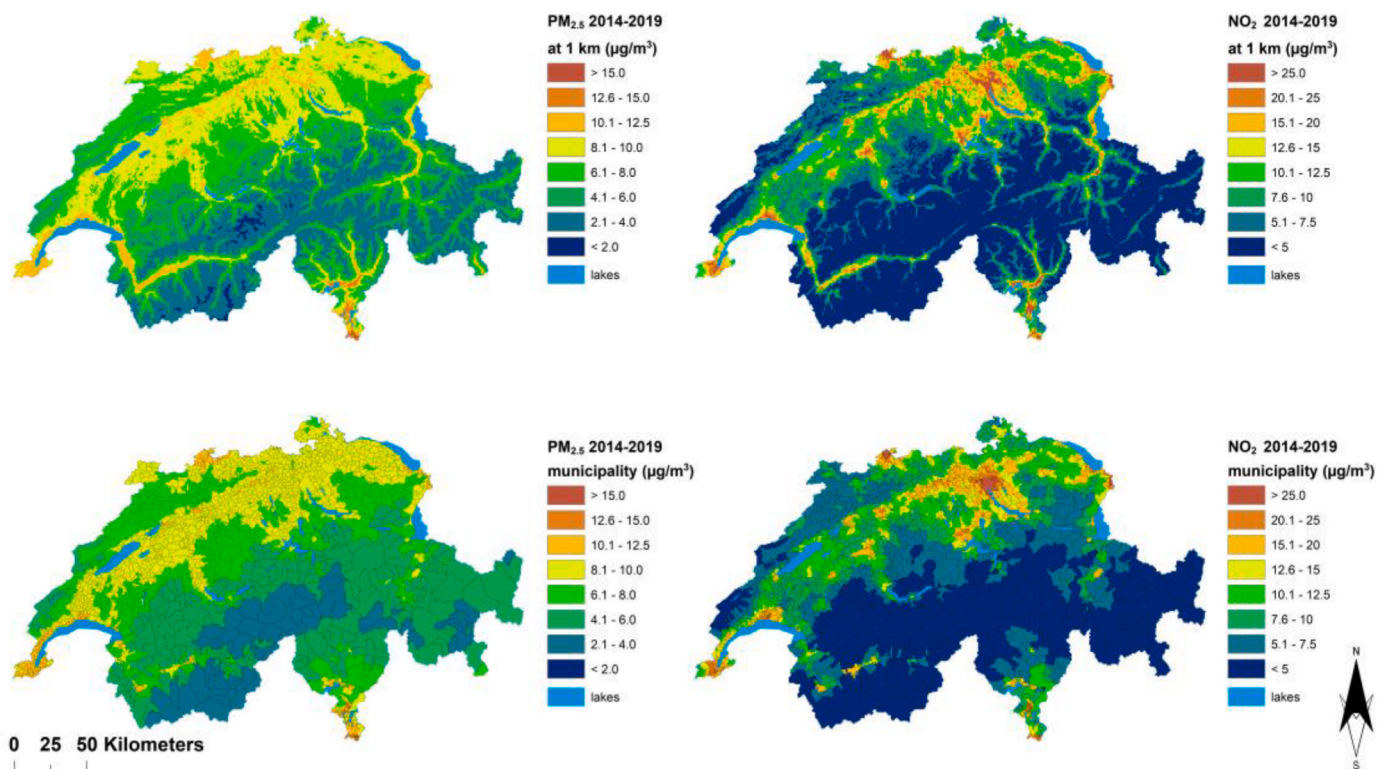 PM2.5 2014-2019
at 1 km (µg/m³)
> 15.0
12.6 - 15.0
10.1 - 12.5
8.1 - 10.0
6.1 - 8.0
4.1 - 6.0
2.1 - 4.0
< 2.0
lakes
NO2 2014-2019
at 1 km (µg/m³)
> 25.0
20.1 - 25
15.1 - 20
12.6 - 15
10.1 - 12.5
7.6 - 10
5.1 - 7.5
< 5
lakes
PM2.5 2014-2019
municipality (µg/m³)
> 15.0
12.6 - 15.0
10.1 - 12.5
8.1 - 10.0
6.1 - 8.0
4.1 - 6.0
2.1 - 4.0
< 2.0
lakes
NO2 2014-2019
municipality (µg/m³)
> 25.0
20.1 - 25
15.1 - 20
12.6 - 15
10.1 - 12.5
7.6 - 10
5.1 - 7.5
< 5
lakes
N
S
0 25 50 Kilometers